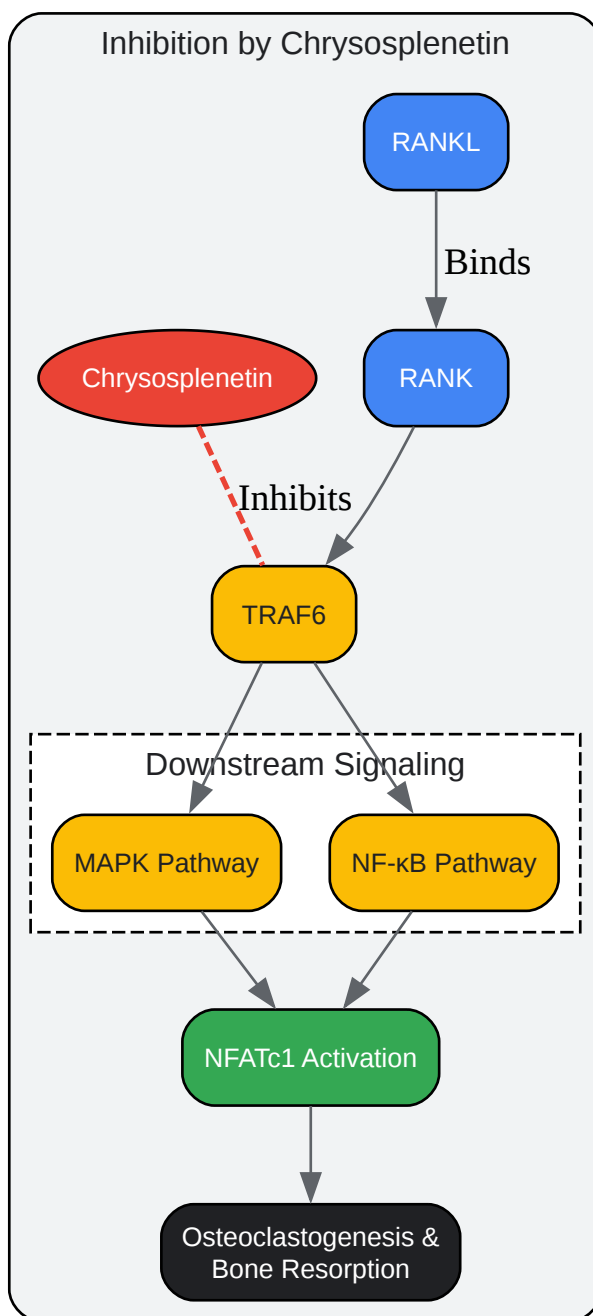 Inhibition by Chrysosplenetin
RANKL
Binds
Chrysosplenetin
RANK
Inhibits
TRAF6
Downstream Signaling
MAPK Pathway
NF-κB Pathway
NFATc1 Activation
Osteoclastogenesis &
Bone Resorption